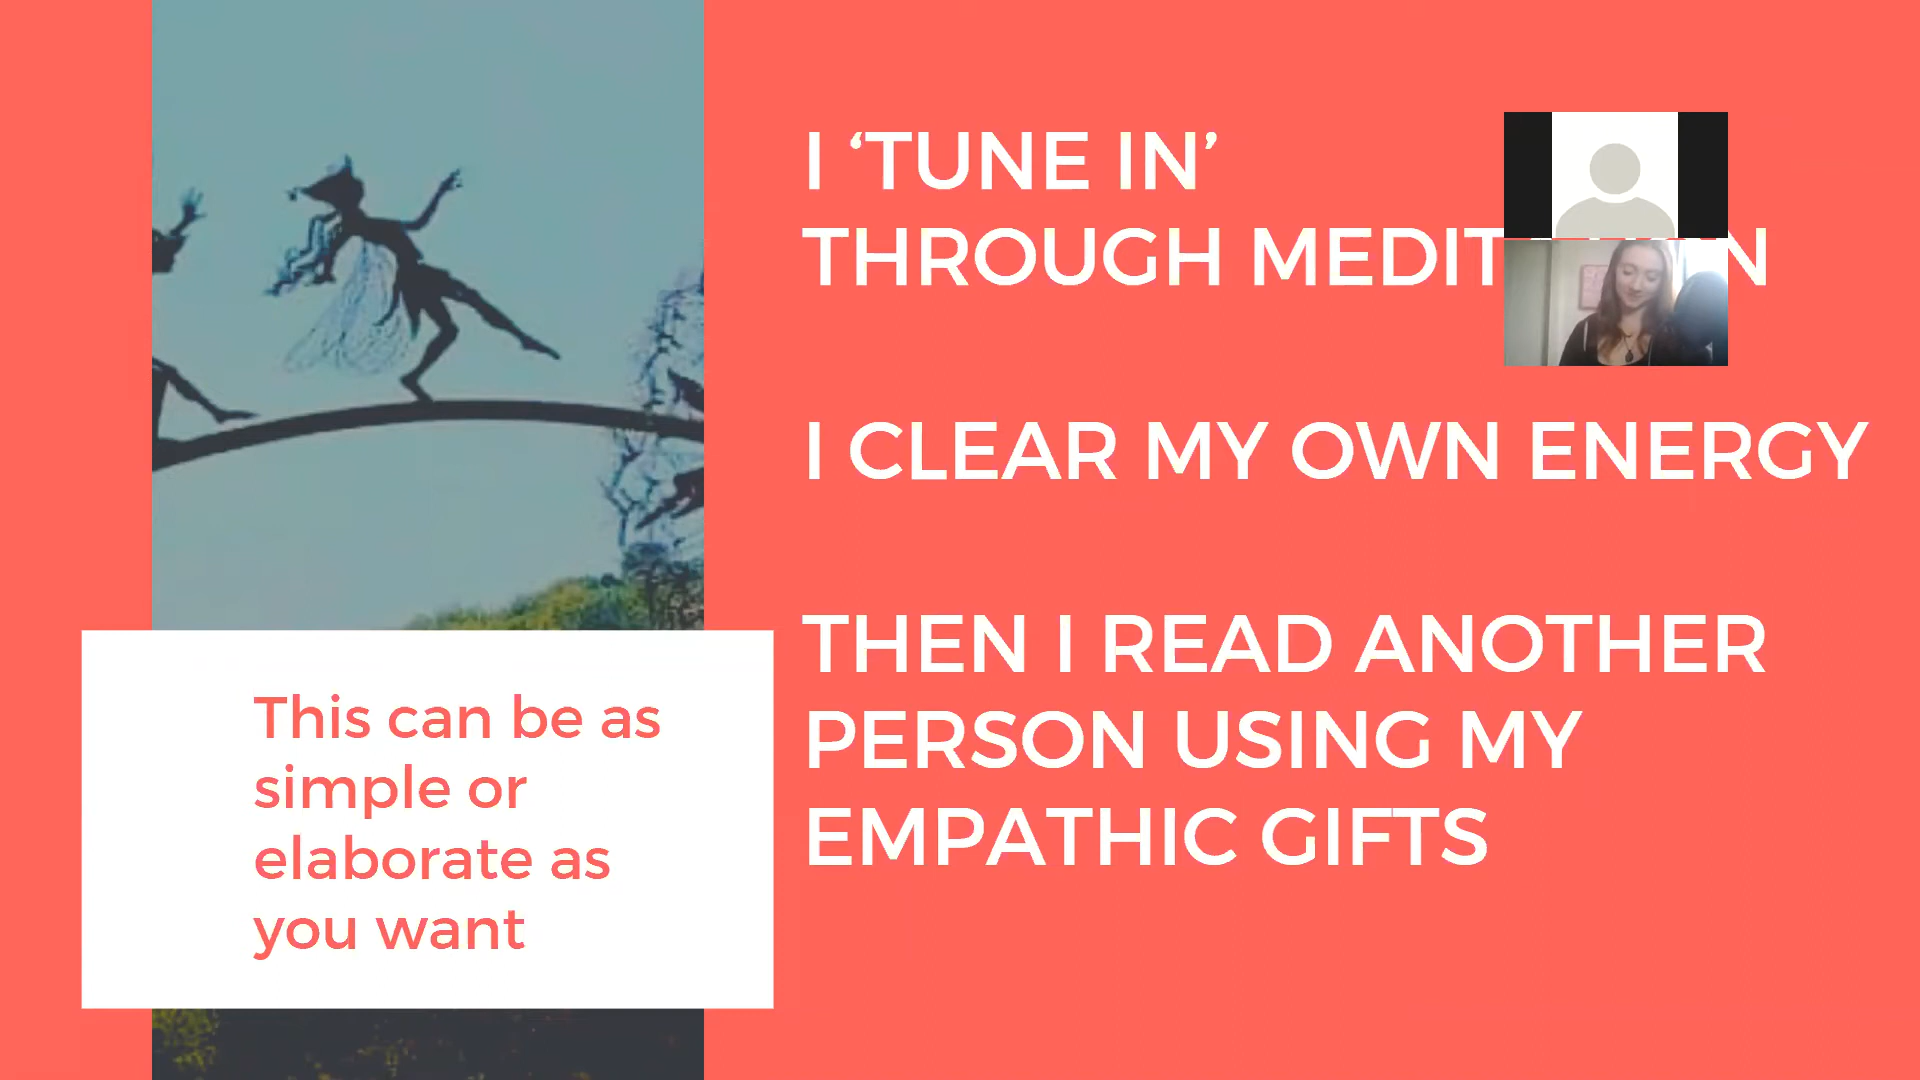 I ‘TUNE IN’
THROUGH
I CLEAR MY OWN ENERGY
THEN I READ ANOTHER
PERSON USING MY
EMPATHIC GIFTS
This can be as
simple or
elaborate as
you want